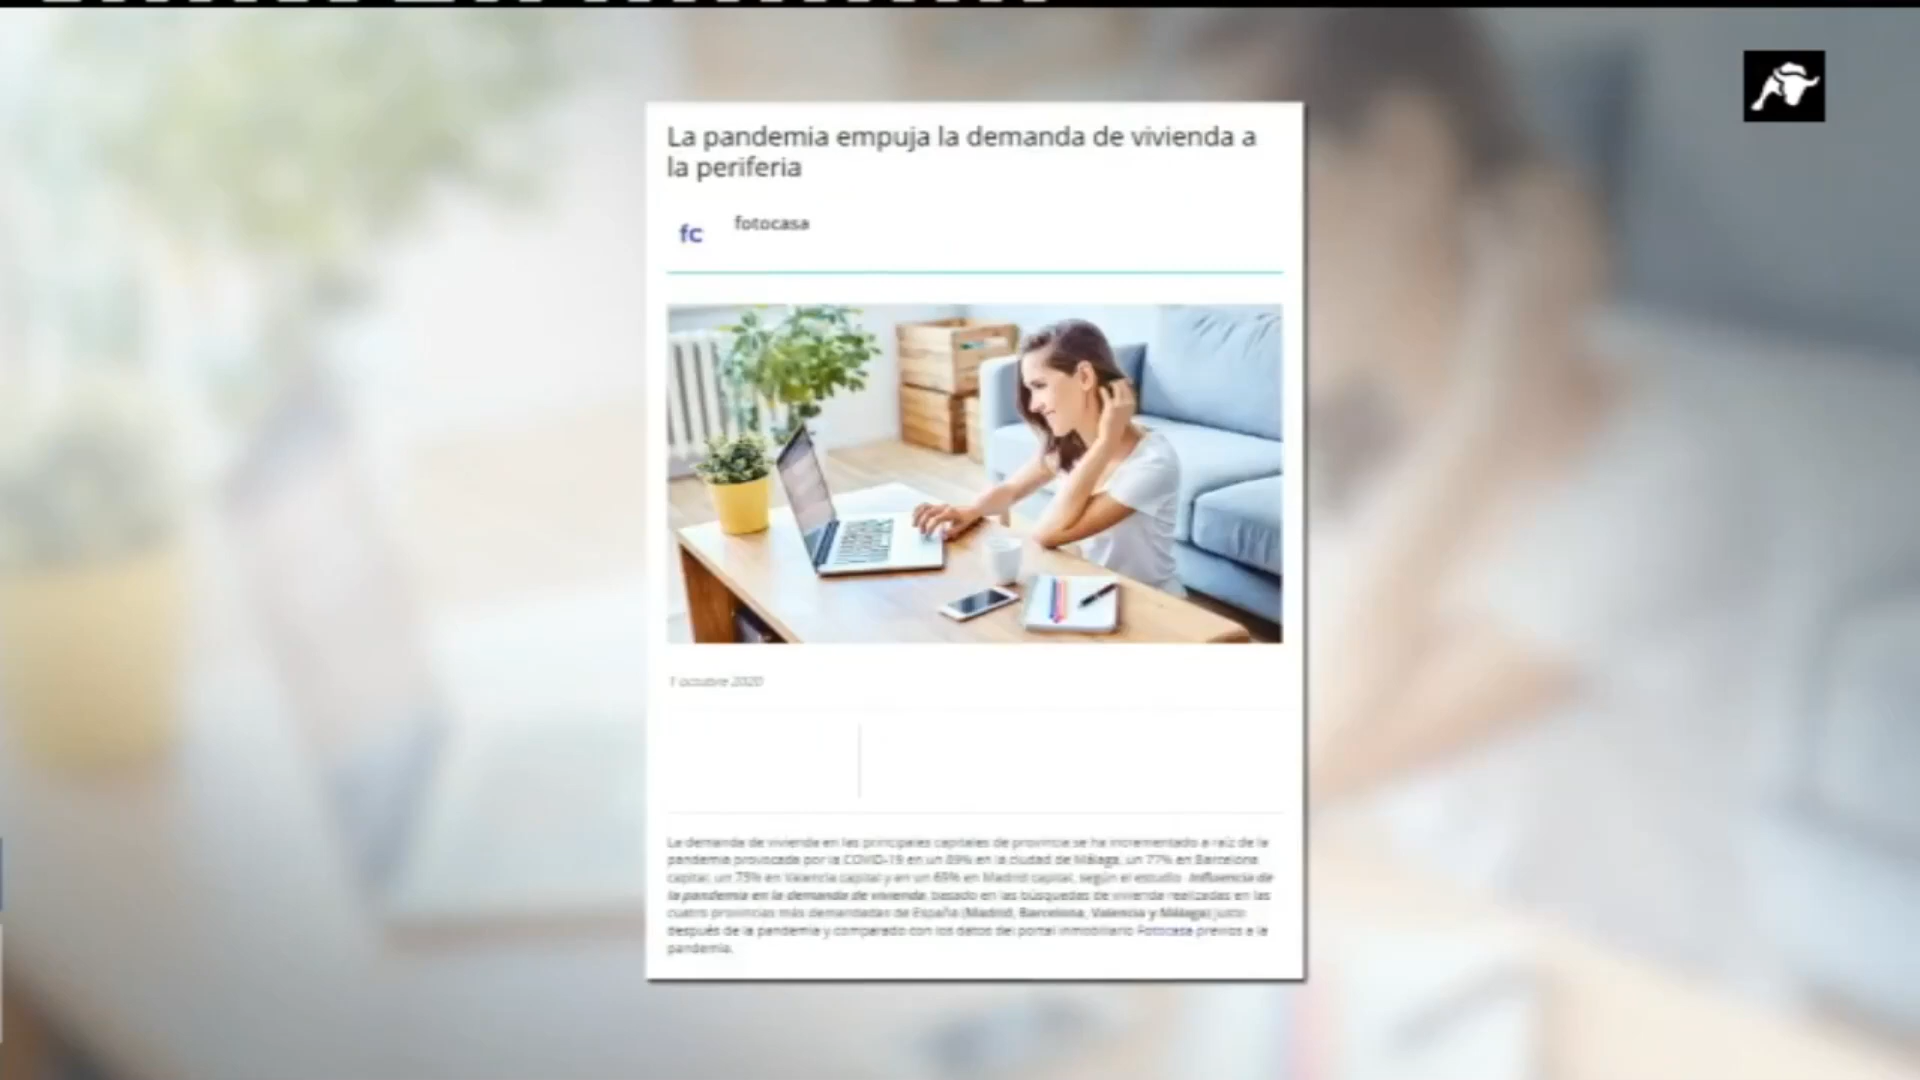 La pandemia empuja la demanda de vivienda a
la periferia
fc
fotocasa
1 octubre 2020
La demanda de vivienda en las principales capitales de provincia se ha incrementado a raíz de la
pandemia provocada por la COVID-19 en un 89% en la ciudad de Málaga, un 77% en Barcelona
capital, un 73% en Valencia capital y en un 69% en Madrid capital, según el estudio Influencia de
la pandemia en la demanda de vivienda, basado en las búsquedas de vivienda realizadas en las
cuatro provincias más demandadas de España (Madrid, Barcelona, Valencia y Málaga) justo
después de la pandemia y comparado con los datos del portal inmobiliario Fotocasa previos a la
pandemia.